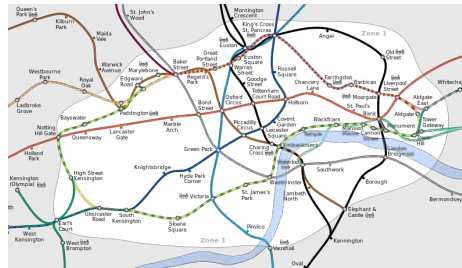 Queen's
Park
Kilburn
Park
St. John's
Wood
Mornington
Crescent
King's Cross
St. Pancras
Zone 1
Angel
Maida
Vale
Euston
Old Street
Great
Portland
Street
Euston
Square
Warren
Street
Russell
Square
Warwick
Avenue
Edgware
Road
Marylebone
Baker
Street
Regent's
Park
Goodge
Street
Farringdon
Barbican
Liverpool
Street
Westbourne
Park
Royal
Oak
Tottenham
Court Road
Chancery
Lane
Moorgate
Aldgate
East
Whitecha
Ladbroke
Grove
Paddington
Bond
Street
Oxford
Circus
Holborn
St. Paul's
Bank
Aldgate
Bayswater
Marble
Arch
Covent
Garden
Blackfriars
Tower
Gateway
Notting
Hill Gate
Queensway
Lancaster
Gate
Piccadilly
Circus
Leicester
Square
Temple
Mansion
House
Cannon
Street
Monument
Hill
Holland
Park
Green Park
Charing
Cross
Embankment
London
Bridge
Knightsbridge
Waterloo
Southwark
Kensington
(Olympia)
High Street
Kensington
Hyde Park
Corner
Westminster
Bermondsey
Borough
Gloucester
Road
South
Kensington
Victoria
St. James's
Park
Lambeth
North
West
Kensington
Earl's
Court
Sloane
Square
Elephant &
Castle
West
Brompton
Zone 1
Pimlico
Vauxhall
Kennington
Oval